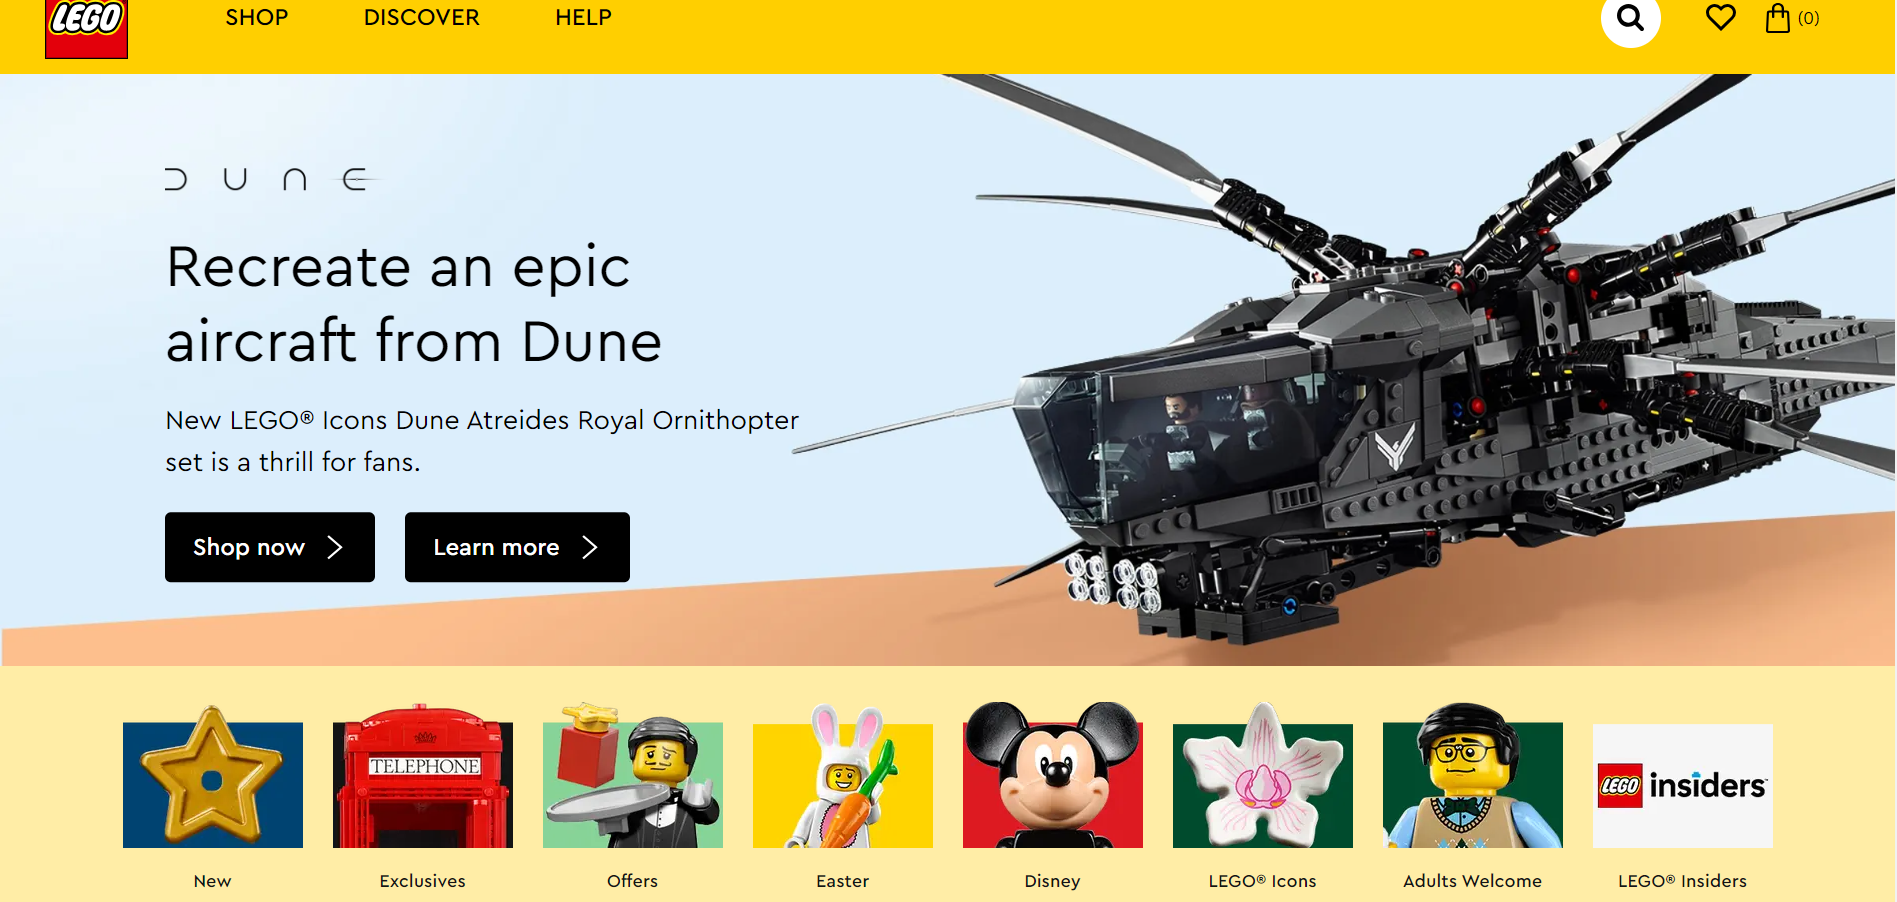 LEGO
SHOP
DISCOVER
HELP
(0)
DUNE
Recreate an epic
aircraft from Dune
New LEGO® Icons Dune Atreides Royal Ornithopter
set is a thrill for fans.
Shop now
Learn more
TELEPHONE
LEGO insiders™
New
Exclusives
Offers
Easter
Disney
LEGO® Icons
Adults Welcome
LEGO® Insiders